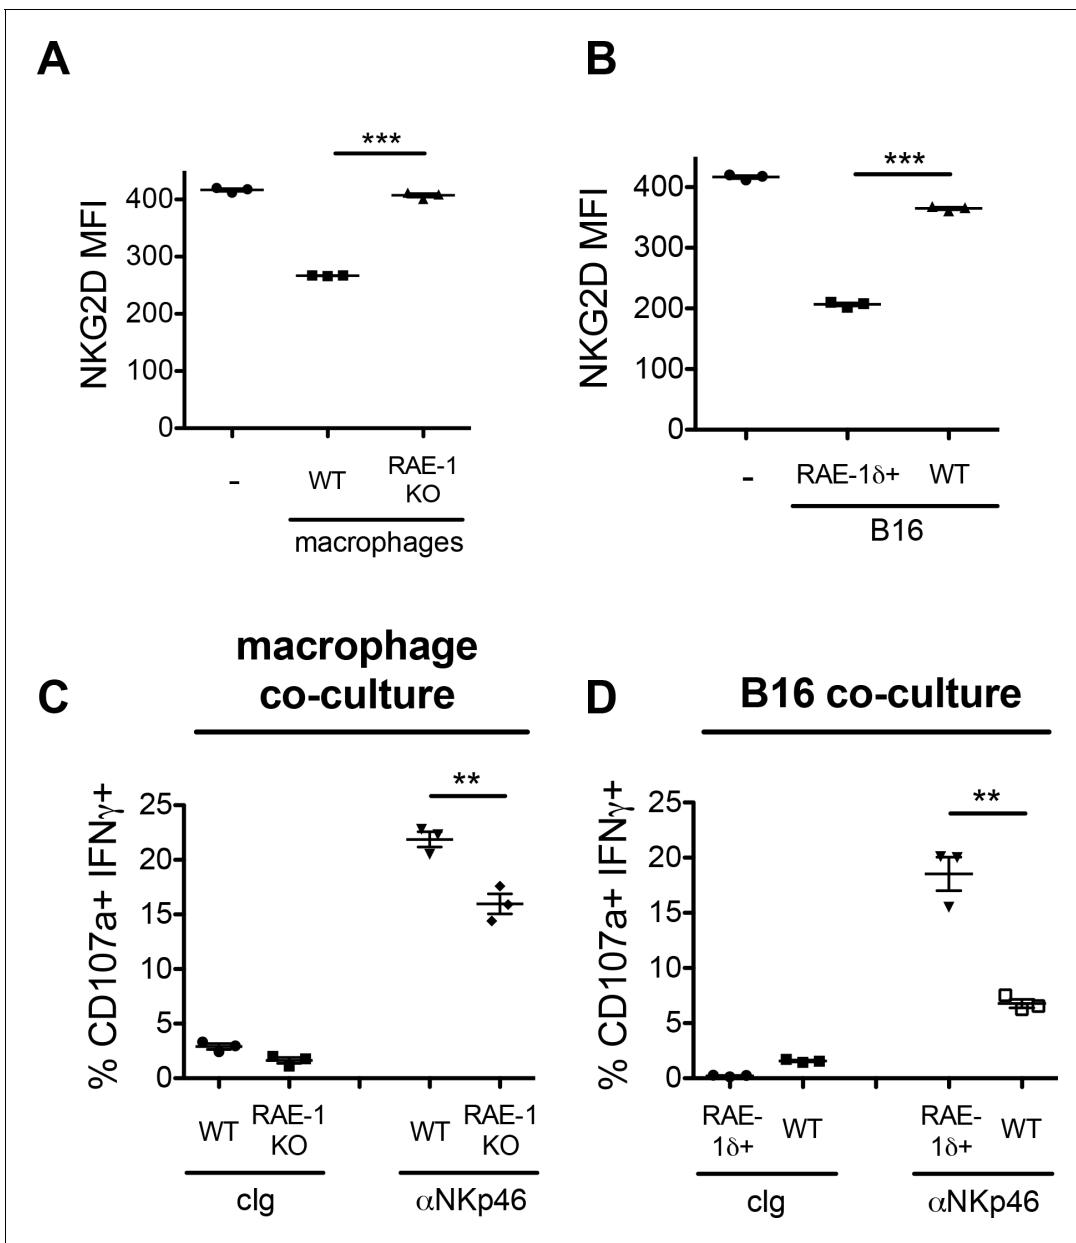 A
***
NKG2D MFI
400
300
200
100
0
-
WT
RAE-1
KO
macrophages
B
***
NKG2D MFI
400
300
200
100
0
-
RAE-1δ+
WT
B16
C
macrophage
co-culture
**
% CD107a+ IFNγ+
25
20
15
10
5
0
WT
RAE-1
KO
WT
RAE-1
KO
cIg
αNKp46
D
B16 co-culture
**
% CD107a+ IFNγ+
25
20
15
10
5
0
RAE-
1δ+
WT
RAE-
1δ+
WT
cIg
αNKp46